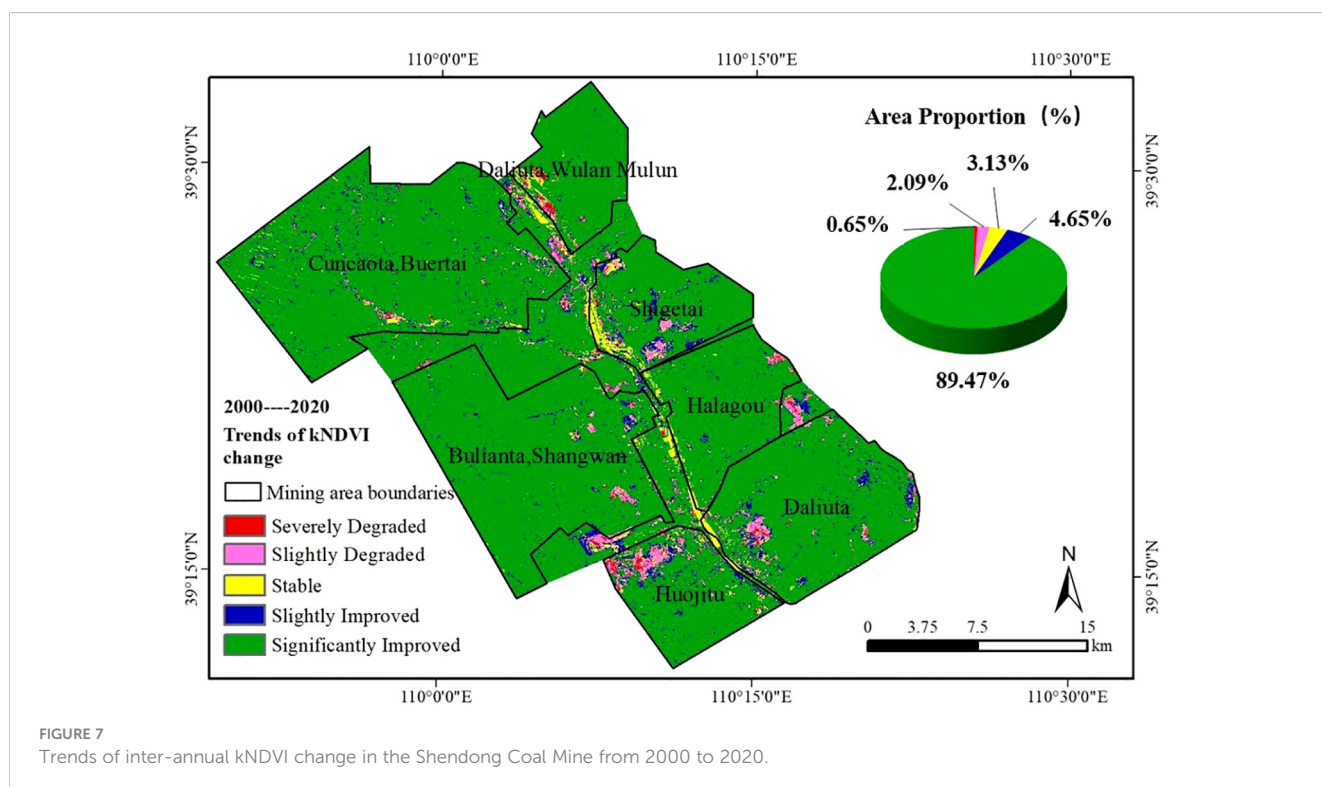 110°0'0"E
110°15'0"E
110°30'0"E
39°30'0"N
39°30'0"N
Area Proportion (%)
3.13%
2.09%
4.65%
0.65%
89.47%
Daliuta,Wulan Mulun
Cuncaota,Buertai
Shigetai
Halagou
Bulianta,Shangwan
Daliuta
Huojitu
2000----2020
Trends of kNDVI
change
Mining area boundaries
Severely Degraded
Slightly Degraded
Stable
Slightly Improved
Significantly Improved
39°15'0"N
39°15'0"N
N
0 3.75 7.5 15
km
110°0'0"E
110°15'0"E
110°30'0"E
FIGURE 7
Trends of inter-annual kNDVI change in the Shendong Coal Mine from 2000 to 2020.